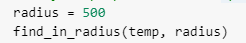 radius = 500
find_in_radius(temp, radius)